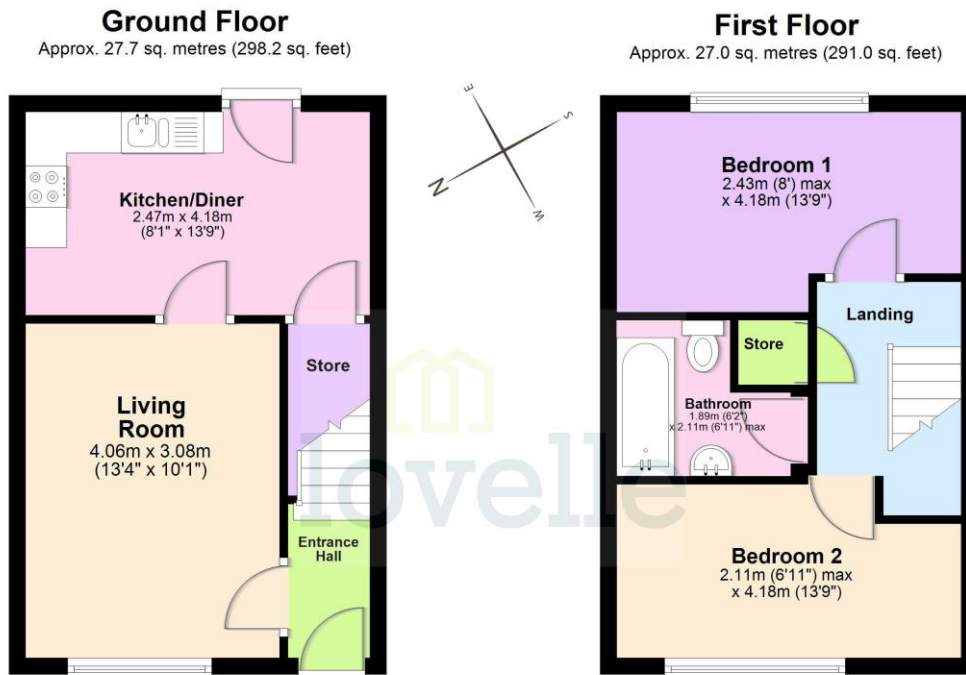 Ground Floor
Approx. 27.7 sq. metres (298.2 sq. feet)
Kitchen/Diner
2.47m x 4.18m
(8'1" x 13'9")
Living
Room
4.06m x 3.08m
(13'4" x 10'1")
Store
Entrance
Hall
E
S
N
W
First Floor
Approx. 27.0 sq. metres (291.0 sq. feet)
Bedroom 1
2.43m (8') max
x 4.18m (13'9")
Landing
Store
Bathroom
1.89m (6'2")
x 2.11m (6'11") max
Bedroom 2
2.11m (6'11") max
x 4.18m (13'9")
lovelle